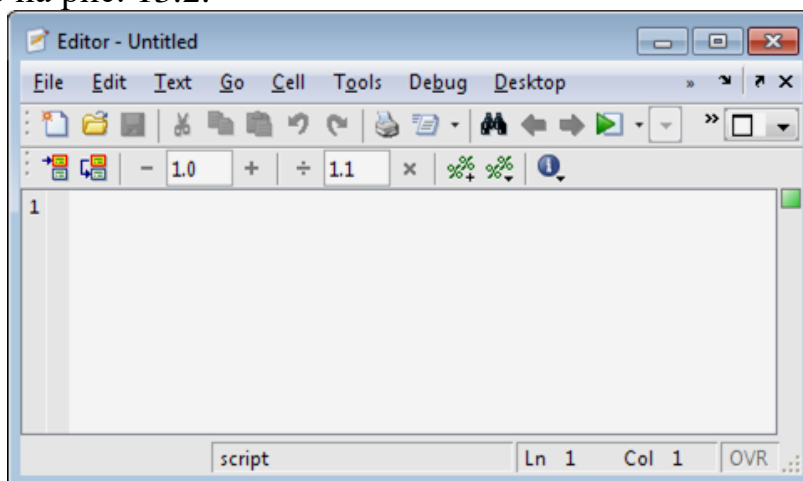 на рис. 13.2.
Editor - Untitled
File Edit Text Go Cell Tools Debug Desktop »
»
− 1.0 + ÷ 1.1 ×
1
script Ln 1 Col 1 OVR